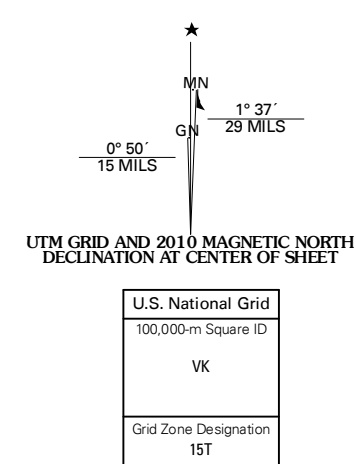 MN
1° 37´
29 MILS
GN
0° 50´
15 MILS
UTM GRID AND 2010 MAGNETIC NORTH
DECLINATION AT CENTER OF SHEET
U.S. National Grid
100,000-m Square ID
VK
Grid Zone Designation
15T